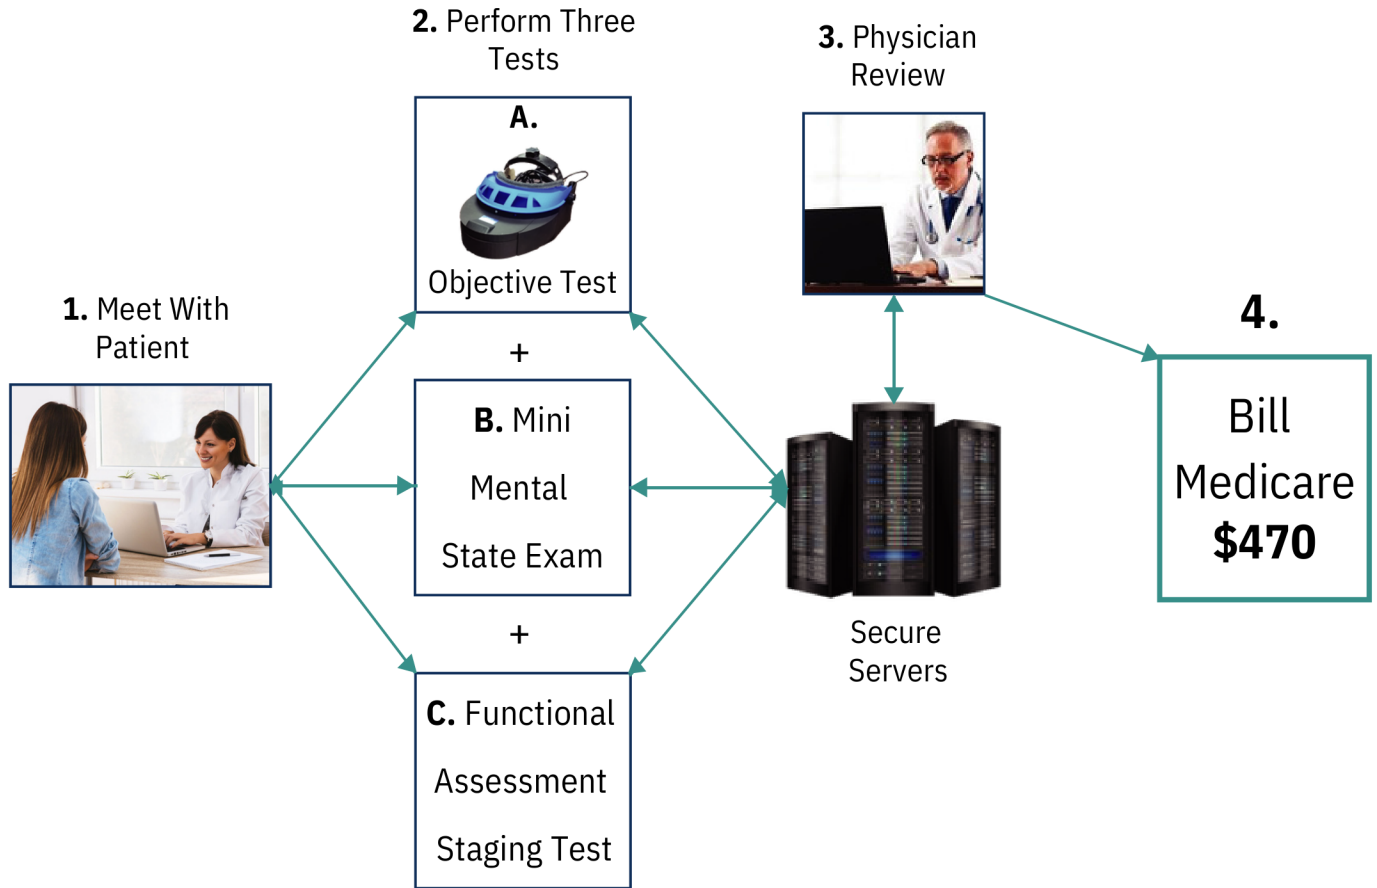 1. Meet With
Patient
2. Perform Three
Tests
A.
Objective Test
+
B. Mini
Mental
State Exam
+
C. Functional
Assessment
Staging Test
3. Physician
Review
Secure
Servers
4.
Bill
Medicare
$470